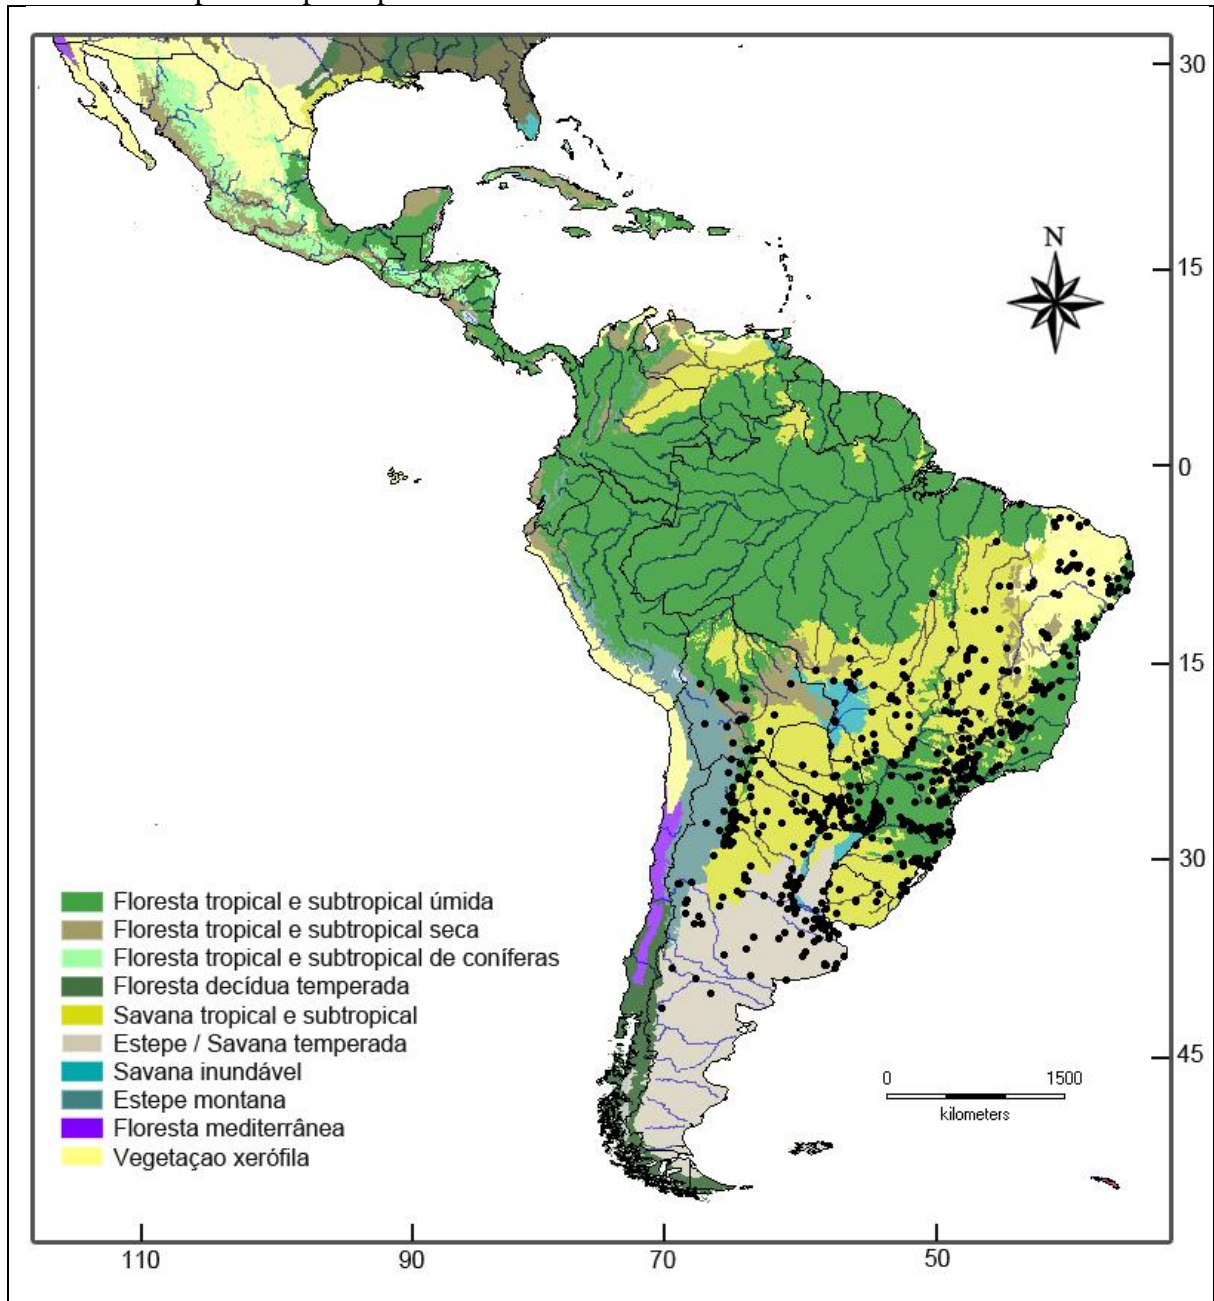 30
N
15
0
15
30
45
Floresta tropical e subtropical úmida
Floresta tropical e subtropical seca
Floresta tropical e subtropical de coníferas
Floresta decídua temperada
Savana tropical e subtropical
Estepe / Savana temperada
Savana inundável
Estepe montana
Floresta mediterrânea
Vegetaçao xerófila
0 1500
kilometers
110 90 70 50